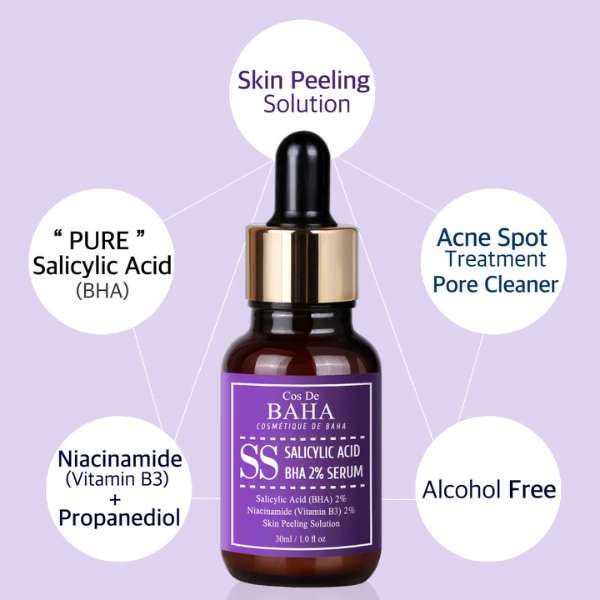 Skin Peeling
Solution
“ PURE ”
Salicylic Acid
(BHA)
Acne Spot
Treatment
Pore Cleaner
Cos De
BAHA
COSMÉTIQUE DE BAHA
SS
SALICYLIC ACID
BHA 2% SERUM
Salicylic Acid (BHA) 2%
Niacinamide (Vitamin B3) 2%
Skin Peeling Solution
30ml / 1.0 fl oz
Niacinamide
(Vitamin B3)
+
Propanediol
Alcohol Free